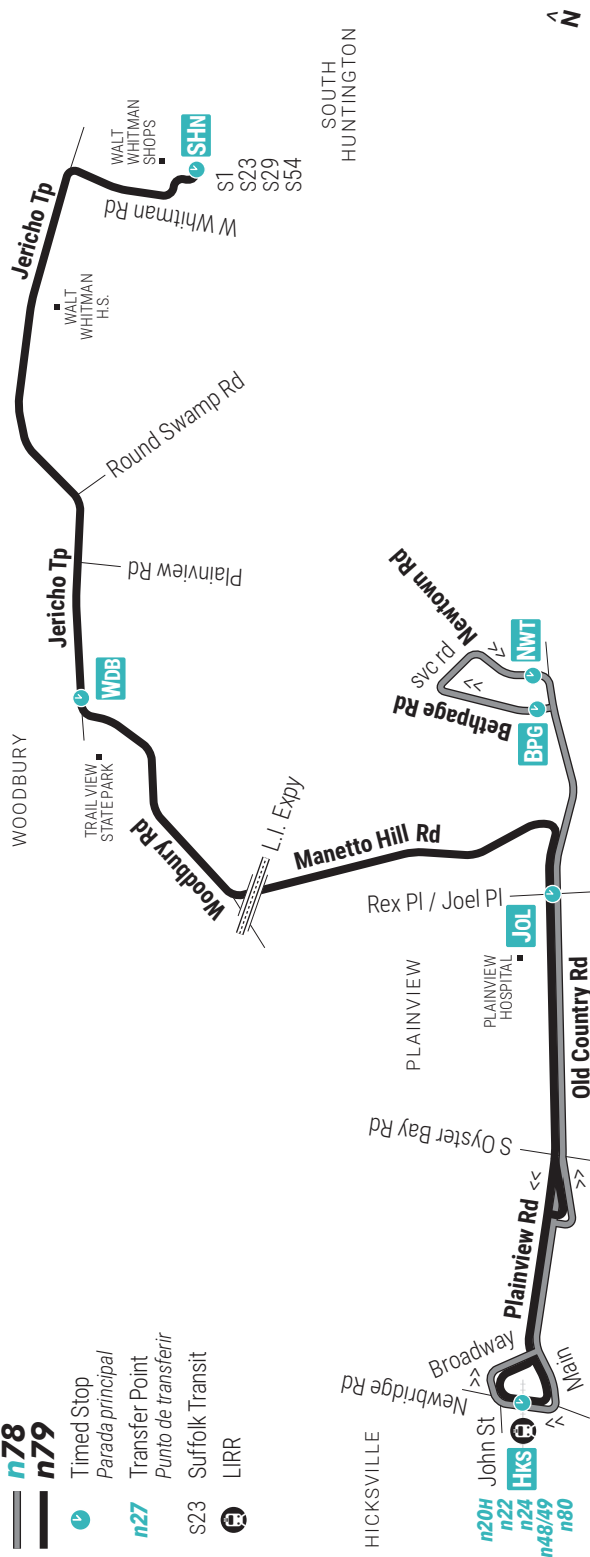 n78
n79
Timed Stop
Parada principal
n27
Transfer Point
Punto de transferir
S23
Suffolk Transit
LIRR
HICKSVILLE
John St
HKS
n20H
n22
n24
n48/49
n80
Newbridge Rd
Broadway
Main
>>
>>
Plainview Rd
<<
>>
S Oyster Bay Rd
Old Country Rd
PLAINVIEW
PLAINVIEW
HOSPITAL
JOL
Rex Pl / Joel Pl
Manetto Hill Rd
L.I. Expy
Woodbury Rd
BPG
NWT
Bethpage Rd
svc rd
Newtown Rd
>>
>>
WOODBURY
TRAIL VIEW
STATE PARK
WDB
Jericho Tp
Plainview Rd
Round Swamp Rd
Jericho Tp
WALT
WHITMAN
H.S.
W Whitman Rd
WALT
WHITMAN
SHOPS
SHN
S1
S23
S29
S54
SOUTH
HUNTINGTON
N